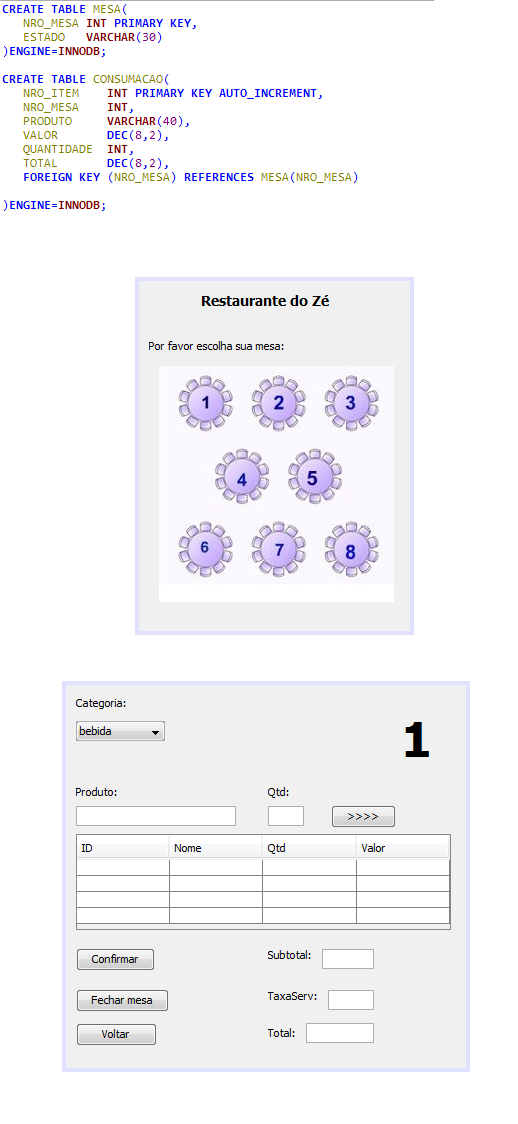 CREATE TABLE MESA(
NRO_MESA INT PRIMARY KEY,
ESTADO VARCHAR(30)
)ENGINE=INNODB;
CREATE TABLE CONSUMACAO(
NRO_ITEM INT PRIMARY KEY AUTO_INCREMENT,
NRO_MESA INT,
PRODUTO VARCHAR(40),
VALOR DEC(8,2),
QUANTIDADE INT,
TOTAL DEC(8,2),
FOREIGN KEY (NRO_MESA) REFERENCES MESA(NRO_MESA)
)ENGINE=INNODB;
Restaurante do Zé
Por favor escolha sua mesa:
1 2 3
4 5
6 7 8
Categoria:
bebida
1
Produto: Qtd:
>>>>
ID Nome Qtd Valor
Confirmar Subtotal:
Fechar mesa TaxaServ:
Voltar Total: